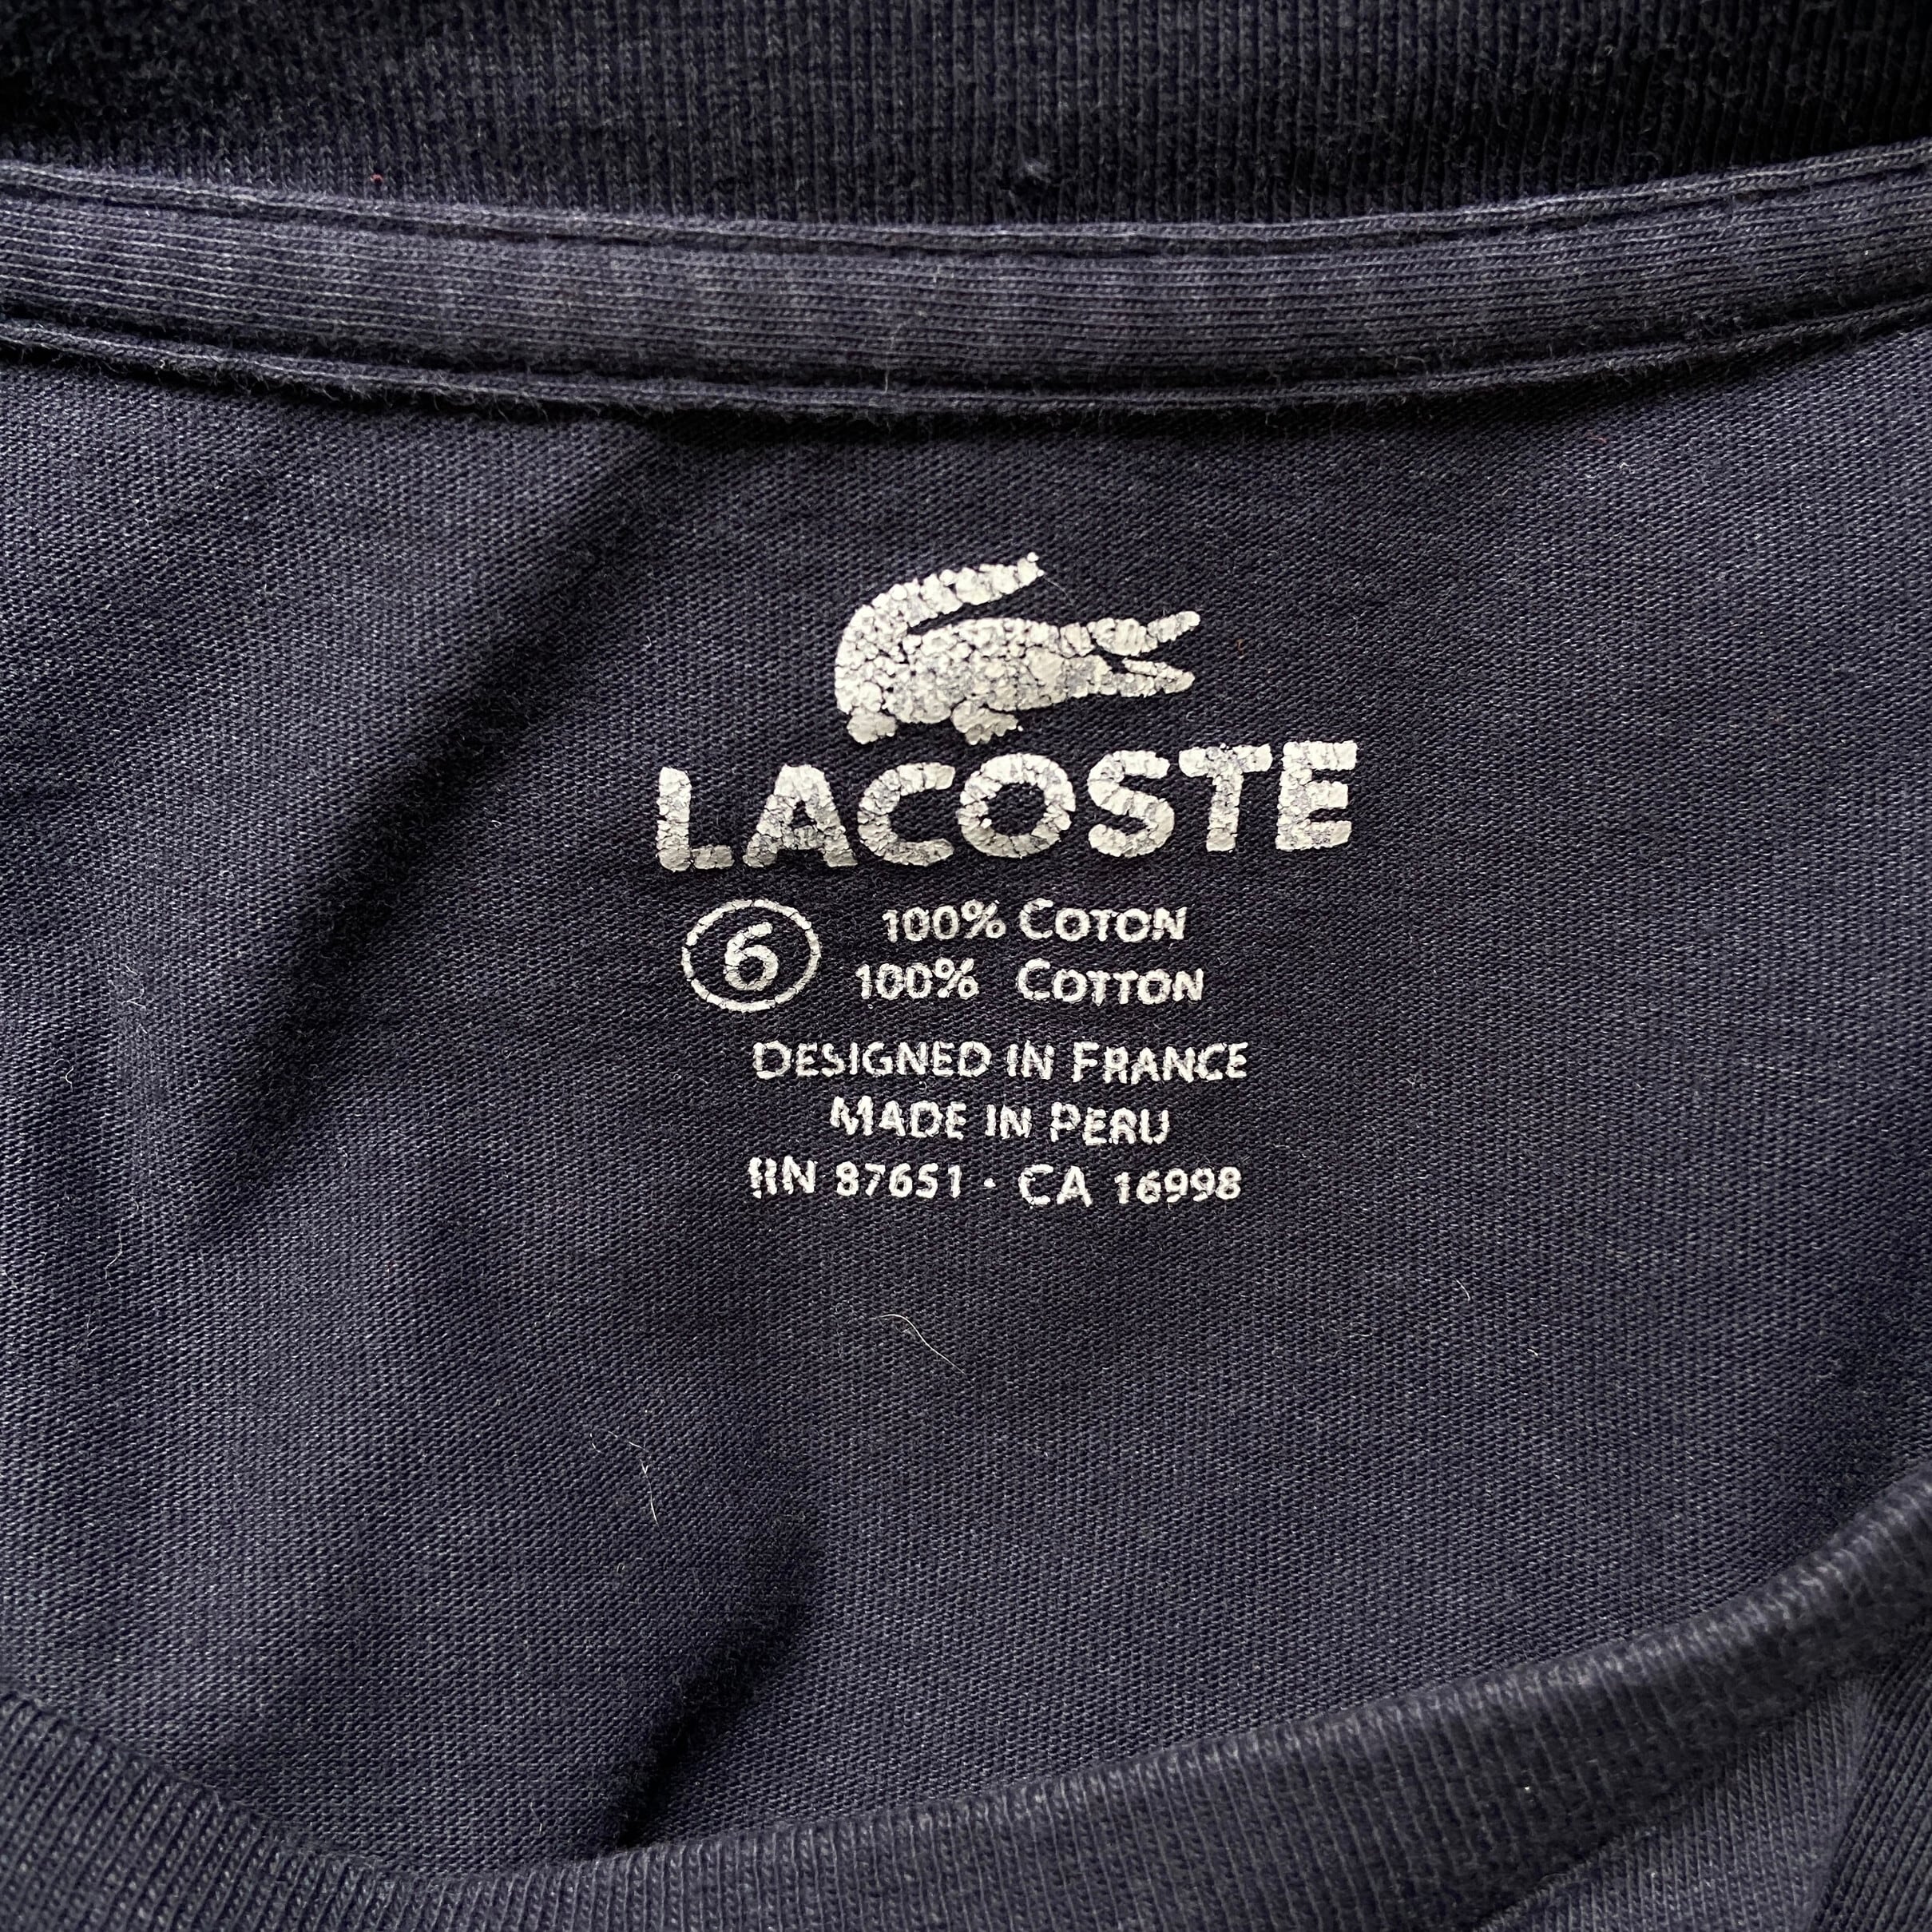 LACOSTE
6 100% COTON
100% COTTON
DESIGNED IN FRANCE
MADE IN PERU
RN 87651 · CA 16998